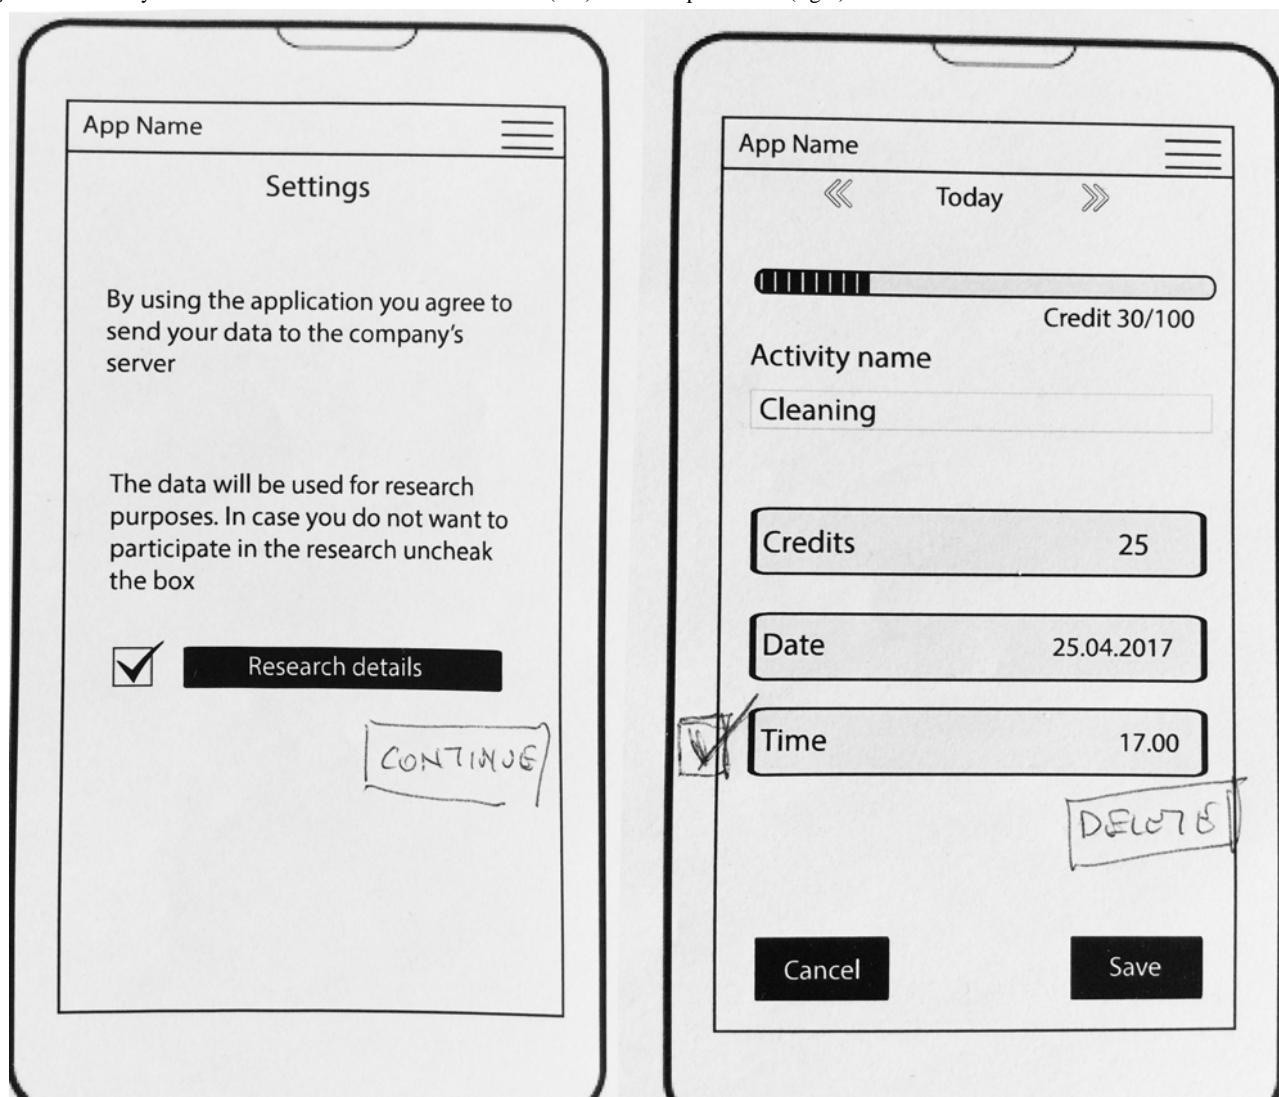 App Name
Settings
By using the application you agree to
send your data to the company's
server
The data will be used for research
purposes. In case you do not want to
participate in the research uncheak
the box
Research details
CONTINUE
App Name
Today
Credit 30/100
Activity name
Cleaning
Credits 25
Date 25.04.2017
Time 17.00
DELETE
Cancel Save